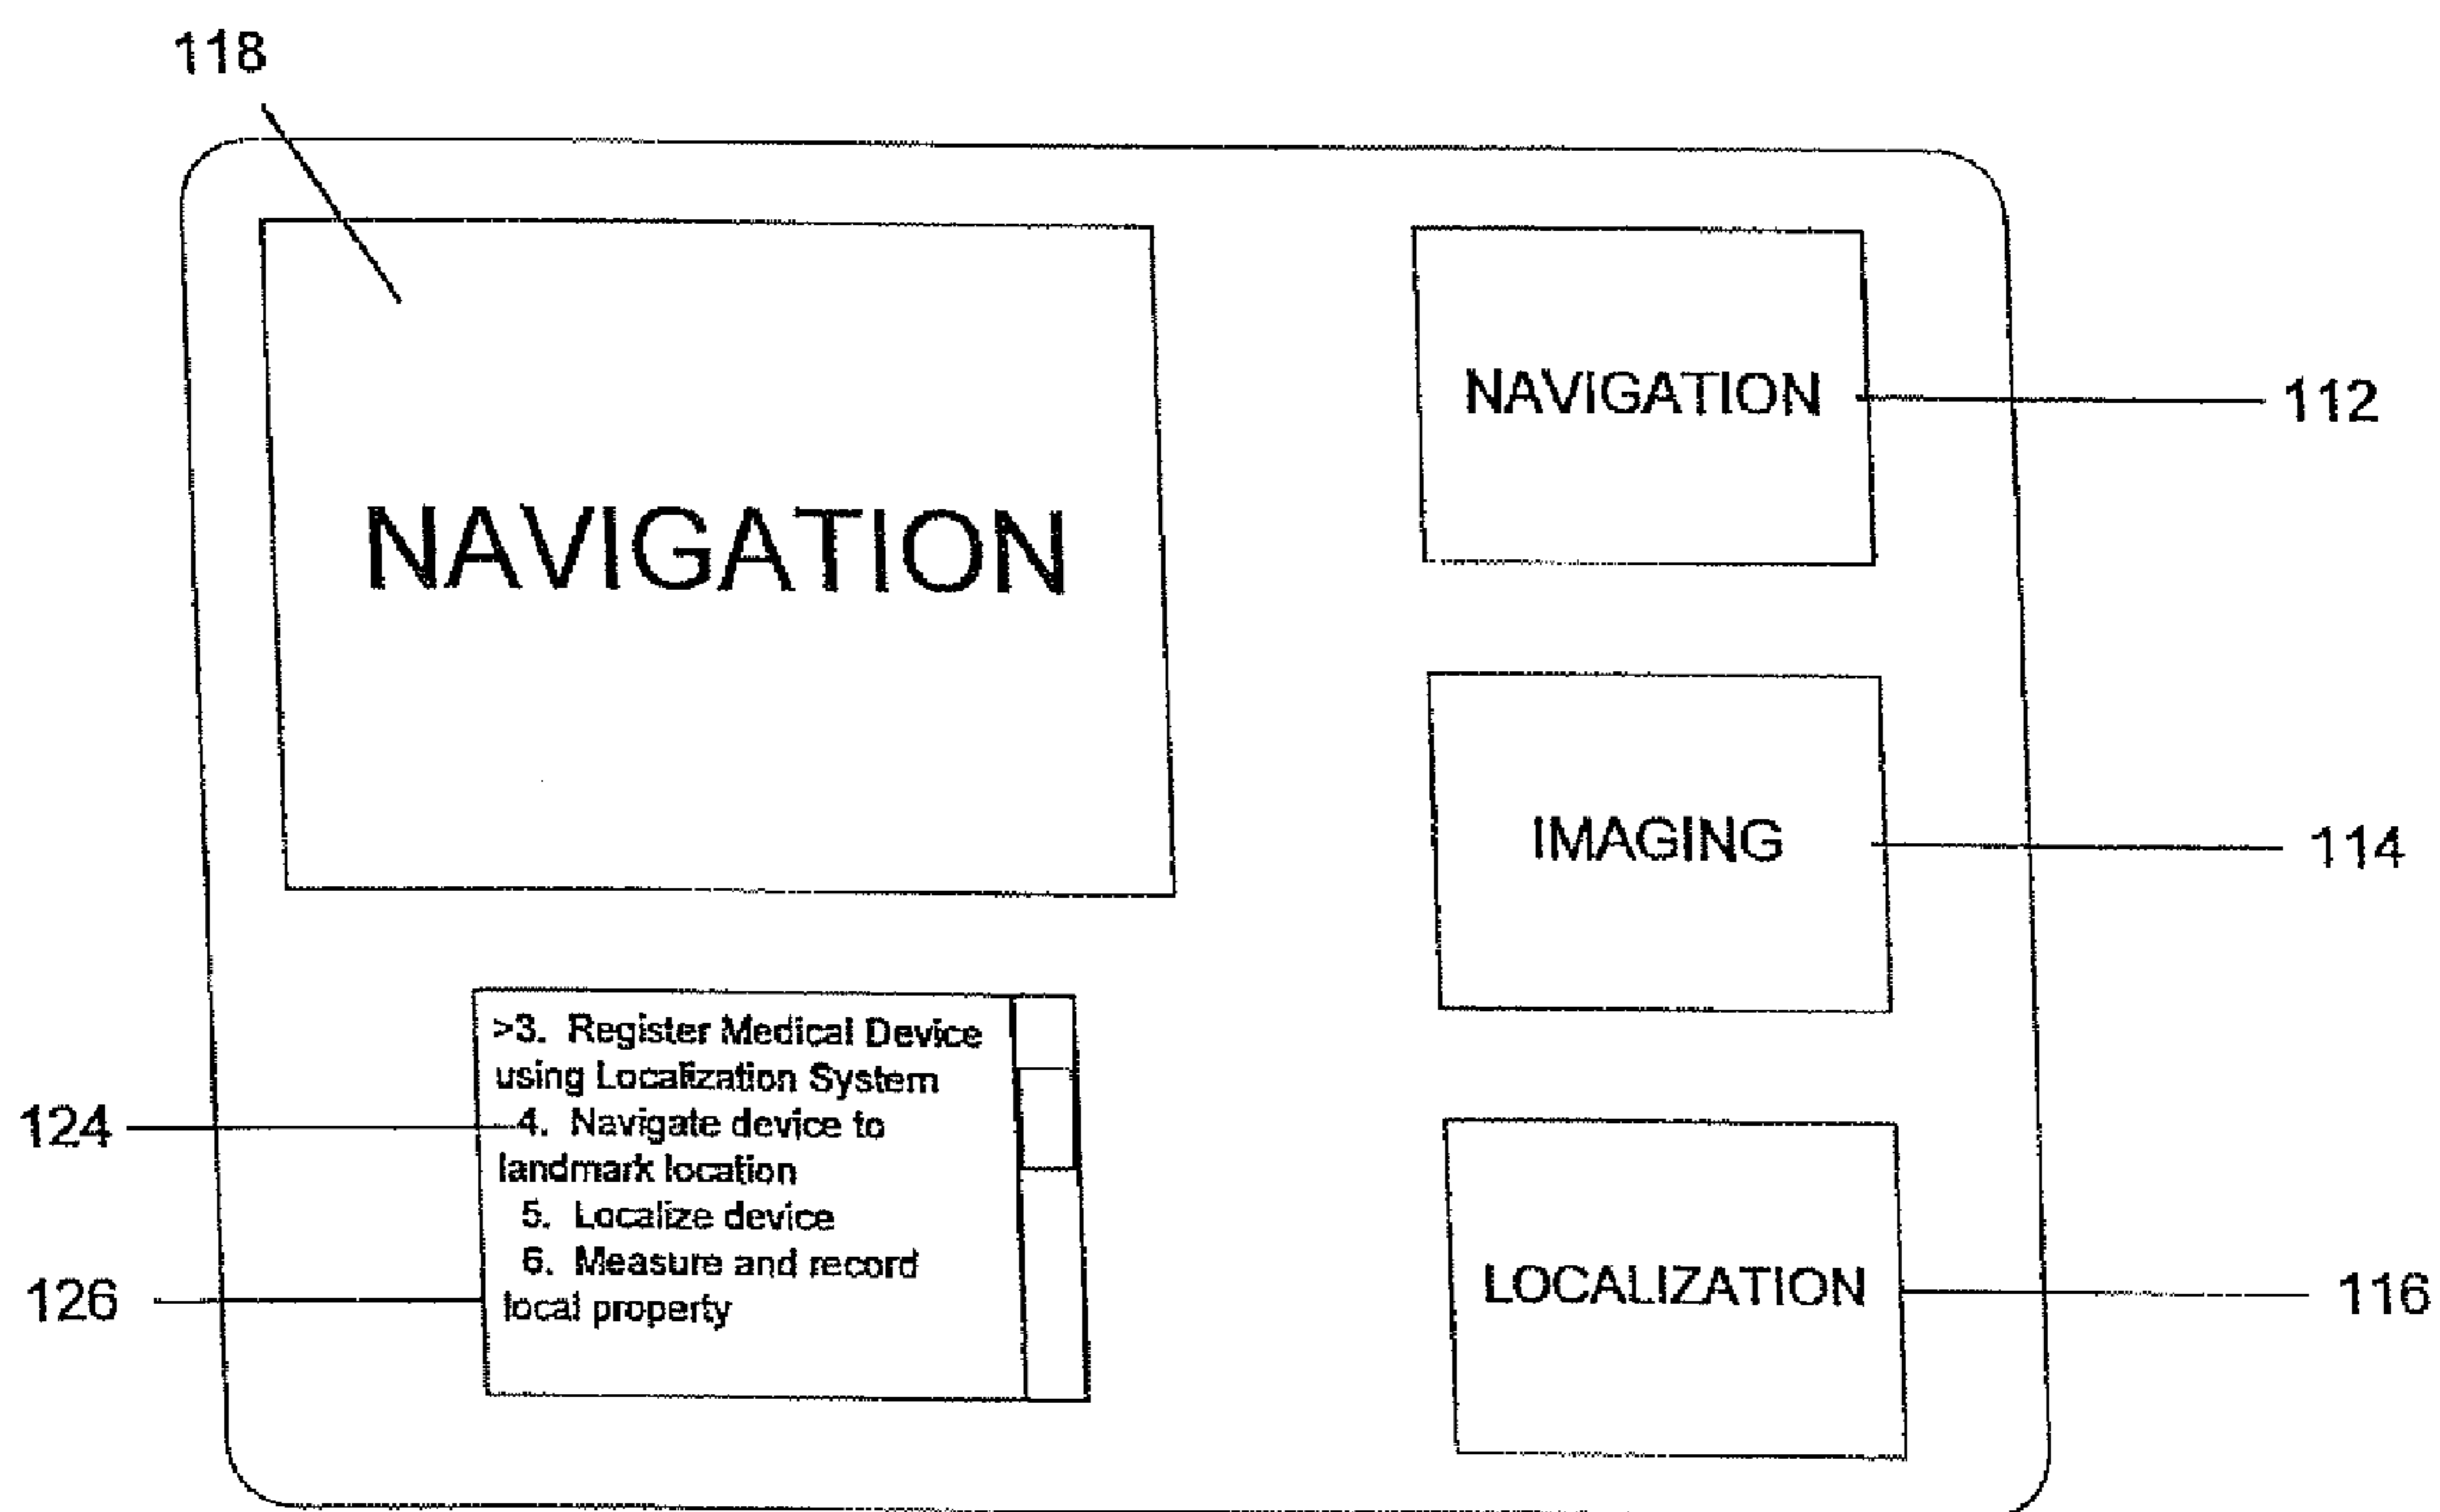 118
NAVIGATION
NAVIGATION
112
IMAGING
114
>3. Register Medical Device
using Localization System
4. Navigate device to
landmark location
5. Localize device
6. Measure and record
local property
124
126
LOCALIZATION
116